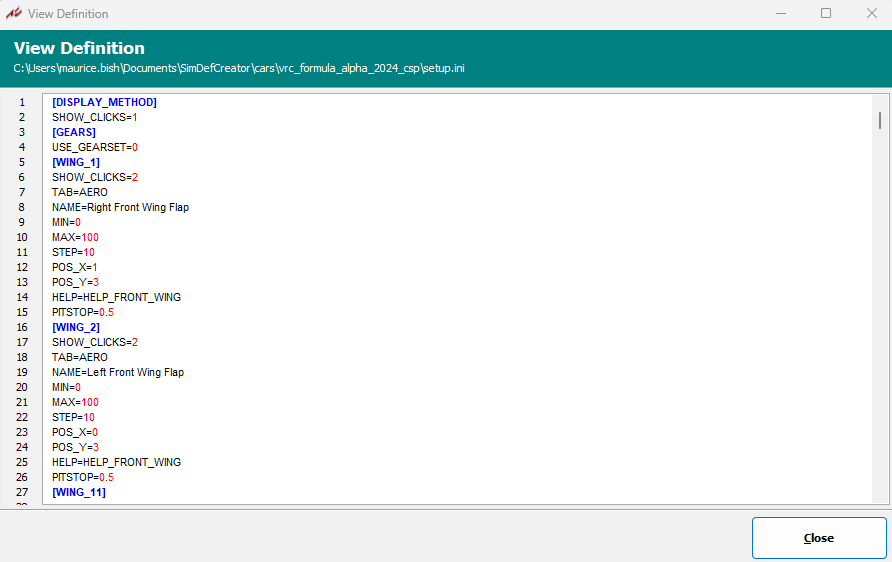 View Definition
View Definition
C:\Users\maurice.bish\Documents\SimDefCreator\cars\vrc_formula_alpha_2024_csp\setup.ini
1 [DISPLAY_METHOD]
2 SHOW_CLICKS=1
3 [GEARS]
4 USE_GEARSET=0
5 [WING_1]
6 SHOW_CLICKS=2
7 TAB=AERO
8 NAME=Right Front Wing Flap
9 MIN=0
10 MAX=100
11 STEP=10
12 POS_X=1
13 POS_Y=3
14 HELP=HELP_FRONT_WING
15 PITSTOP=0.5
16 [WING_2]
17 SHOW_CLICKS=2
18 TAB=AERO
19 NAME=Left Front Wing Flap
20 MIN=0
21 MAX=100
22 STEP=10
23 POS_X=0
24 POS_Y=3
25 HELP=HELP_FRONT_WING
26 PITSTOP=0.5
27 [WING_11]
Close